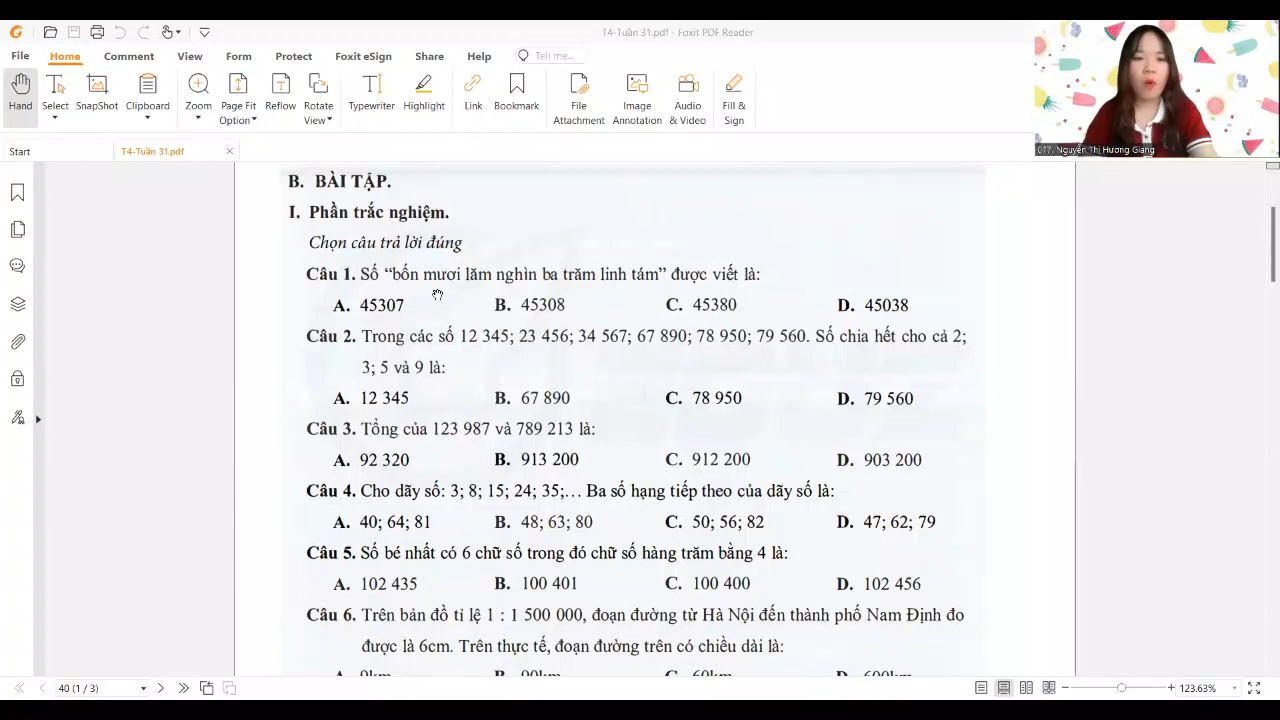 T4-Tuần 31.pdf - Foxit PDF Reader
File Home Comment View Form Protect Foxit eSign Share Help Tell me...
Hand Select SnapShot Clipboard Zoom Page Fit Option Reflow Rotate View Typewriter Highlight Link Bookmark File Attachment Image Annotation Audio & Video Fill & Sign
077. Nguyễn Thị Hương Giang
Start T4-Tuần 31.pdf
B. BÀI TẬP.
I. Phần trắc nghiệm.
Chọn câu trả lời đúng
Câu 1. Số “bốn mươi lăm nghìn ba trăm linh tám” được viết là:
A. 45307 B. 45308 C. 45380 D. 45038
Câu 2. Trong các số 12 345; 23 456; 34 567; 67 890; 78 950; 79 560. Số chia hết cho cả 2;
3; 5 và 9 là:
A. 12 345 B. 67 890 C. 78 950 D. 79 560
Câu 3. Tổng của 123 987 và 789 213 là:
A. 92 320 B. 913 200 C. 912 200 D. 903 200
Câu 4. Cho dãy số: 3; 8; 15; 24; 35;… Ba số hạng tiếp theo của dãy số là:
A. 40; 64; 81 B. 48; 63; 80 C. 50; 56; 82 D. 47; 62; 79
Câu 5. Số bé nhất có 6 chữ số trong đó chữ số hàng trăm bằng 4 là:
A. 102 435 B. 100 401 C. 100 400 D. 102 456
Câu 6. Trên bản đồ tỉ lệ 1 : 1 500 000, đoạn đường từ Hà Nội đến thành phố Nam Định đo
được là 6cm. Trên thực tế, đoạn đường trên có chiều dài là:
A. 9km B. 90km C. 60km D. 600km
40 (1 / 3) 123.63%